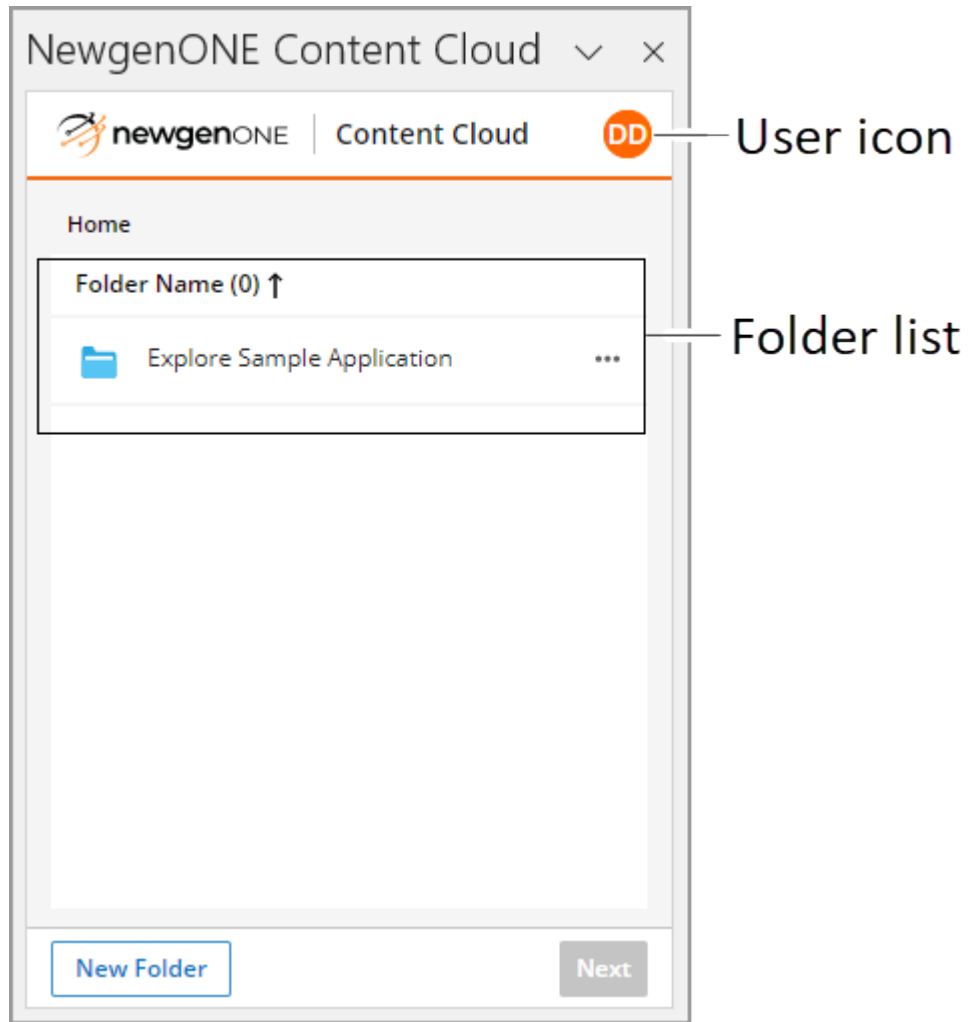 NewgenONE Content Cloud
newgenONE Content Cloud DD User icon
Home
Folder Name (0) ↑
Folder list
Explore Sample Application
New Folder Next